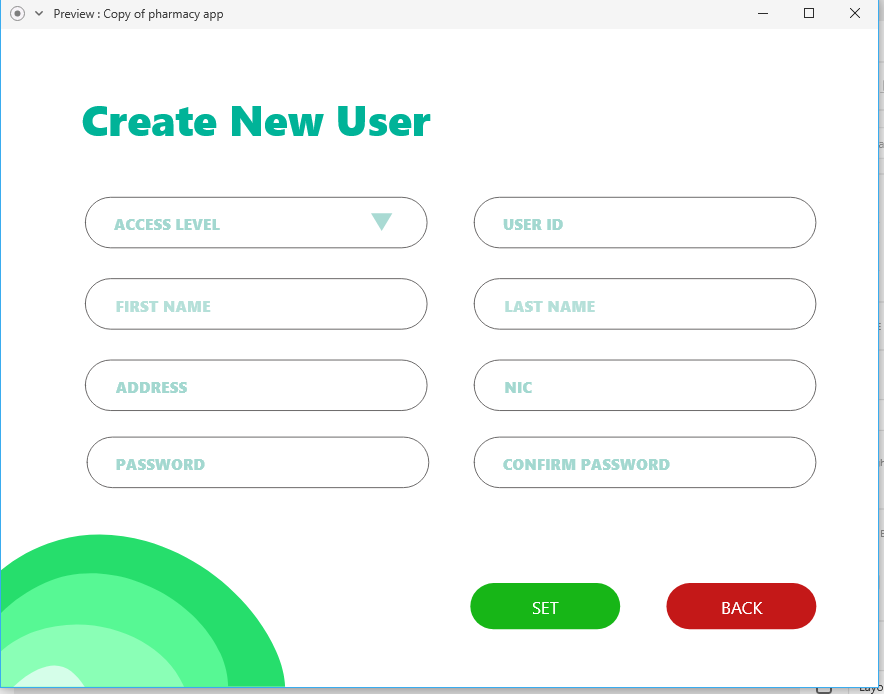 Preview : Copy of pharmacy app
Create New User
ACCESS LEVEL
USER ID
FIRST NAME
LAST NAME
ADDRESS
NIC
PASSWORD
CONFIRM PASSWORD
SET
BACK